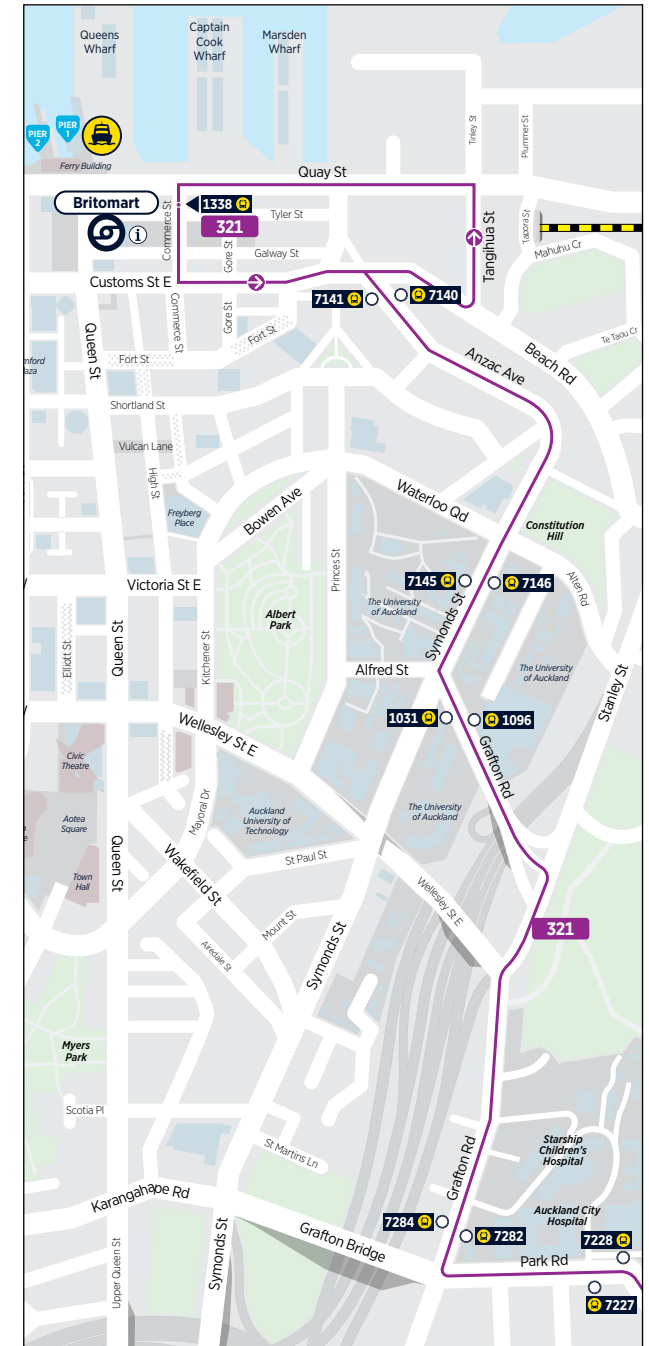 Queens
Wharf
Captain
Cook
Wharf
Marsden
Wharf
PIER
2
PIER
1
Ferry Building
Tinley St
Plummer St
Quay St
Britomart
i
Commerce St
1338
321
Tyler St
Gore St
Galway St
Tangihua St
Tapora St
Mahuhu Cr
Customs St E
7141
7140
Commerce St
Gore St
Fort St
Queen St
Fort St
Anzac Ave
Beach Rd
Te Taou Cr
mford
aza
Shortland St
Vulcan Lane
High St
Freyberg
Place
Bowen Ave
Waterloo Qd
Constitution
Hill
Princes St
Alten Rd
Victoria St E
7145
7146
Symonds St
The University
of Auckland
Albert
Park
Elliott St
Queen St
Kitchener St
Alfred St
The University
of Auckland
Stanley St
1031
1096
Wellesley St E
Grafton Rd
Civic
Theatre
Aotea
Square
Mayoral Dr
Auckland
University of
Technology
The University
of Auckland
Queen St
Town
Hall
Wakefield St
St Paul St
Wellesley St E
Mount St
Airedale St
Symonds St
321
Myers
Park
Scotia Pl
St Martins Ln
Grafton Rd
Starship
Children's
Hospital
Karangahape Rd
Auckland City
Hospital
7284
7282
7228
Symonds St
Grafton Bridge
Park Rd
Upper Queen St
7227